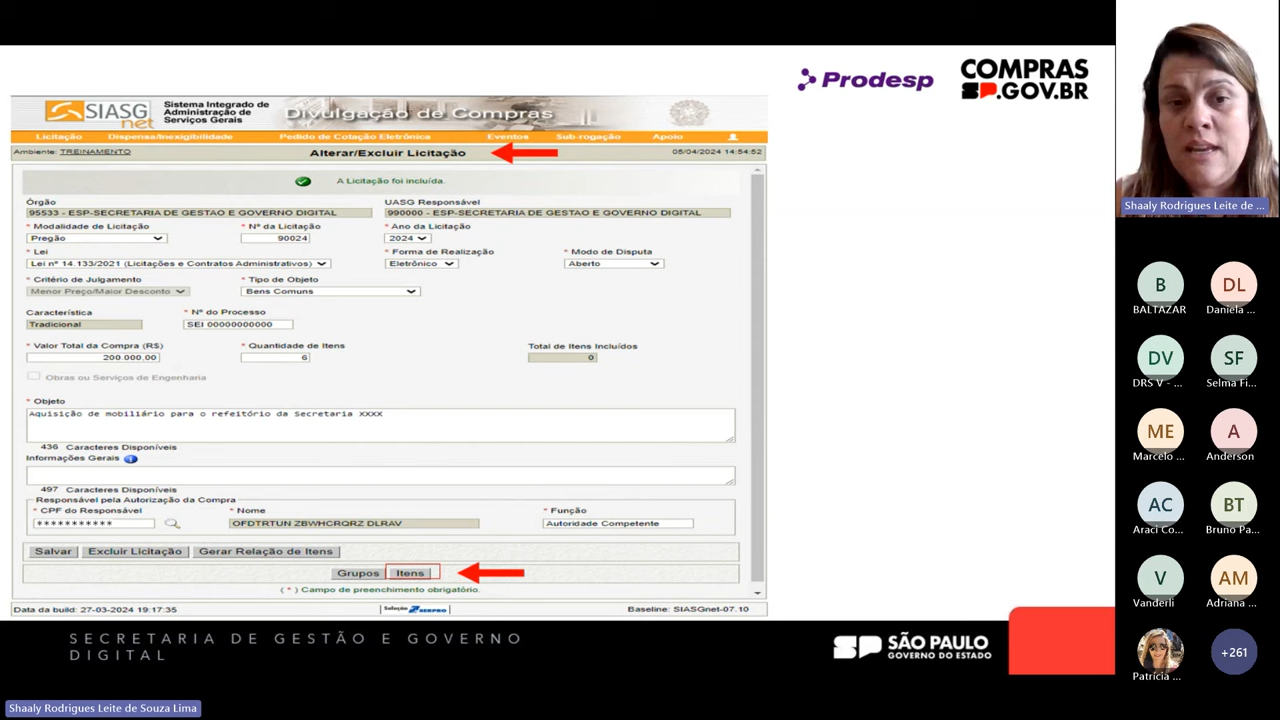 Prodesp
COMPRAS
SP.GOV.BR
SIASG
net
Sistema Integrado de
Administração de
Serviços Gerais
Divulgação de Compras
Licitação Dispensa/Inexigibilidade Pedido de Cotação Eletrônica Eventos Sub-rogação Apoio
Ambiente: TREINAMENTO Alterar/Excluir Licitação 05/04/2024 14:54:52
A Licitação foi incluída.
Órgão UASG Responsável
95533 - ESP-SECRETARIA DE GESTAO E GOVERNO DIGITAL 990000 - ESP-SECRETARIA DE GESTAO E GOVERNO DIGITAL
* Modalidade de Licitação * Nº da Licitação * Ano da Licitação
Pregão 90024 2024
* Lei * Forma de Realização * Modo de Disputa
Lei nº 14.133/2021 (Licitações e Contratos Administrativos) Eletrônico Aberto
* Critério de Julgamento * Tipo de Objeto
Menor Preço/Maior Desconto Bens Comuns
Característica * Nº do Processo
Tradicional SEI 00000000000
* Valor Total da Compra (R$) * Quantidade de Itens Total de Itens Incluídos
200.000,00 6 0
Obras ou Serviços de Engenharia
* Objeto
Aquisição de mobiliário para o refeitório da Secretaria XXXX
436 Caracteres Disponíveis
Informações Gerais
497 Caracteres Disponíveis
Responsável pela Autorização da Compra
* CPF do Responsável * Nome * Função
*********** OFDTRTUN ZBWHCRQRZ DLRAV Autoridade Competente
Salvar Excluir Licitação Gerar Relação de Itens
Grupos Itens
( * ) Campo de preenchimento obrigatório.
Data da build: 27-03-2024 19:17:35 Solução SERPRO Baseline: SIASGnet-07.10
SECRETARIA DE GESTÃO E GOVERNO
DIGITAL
SP SÃO PAULO
GOVERNO DO ESTADO
Shaaly Rodrigues Leite de Souza Lima
Shaaly Rodrigues Leite de ...
B DL
BALTAZAR Daniela ...
DV SF
DRS V - ... Selma Fi...
ME A
Marcelo ... Anderson
AC BT
Araci Co... Bruno Pa...
V AM
Vanderli Adriana ...
+261
Patrícia ...